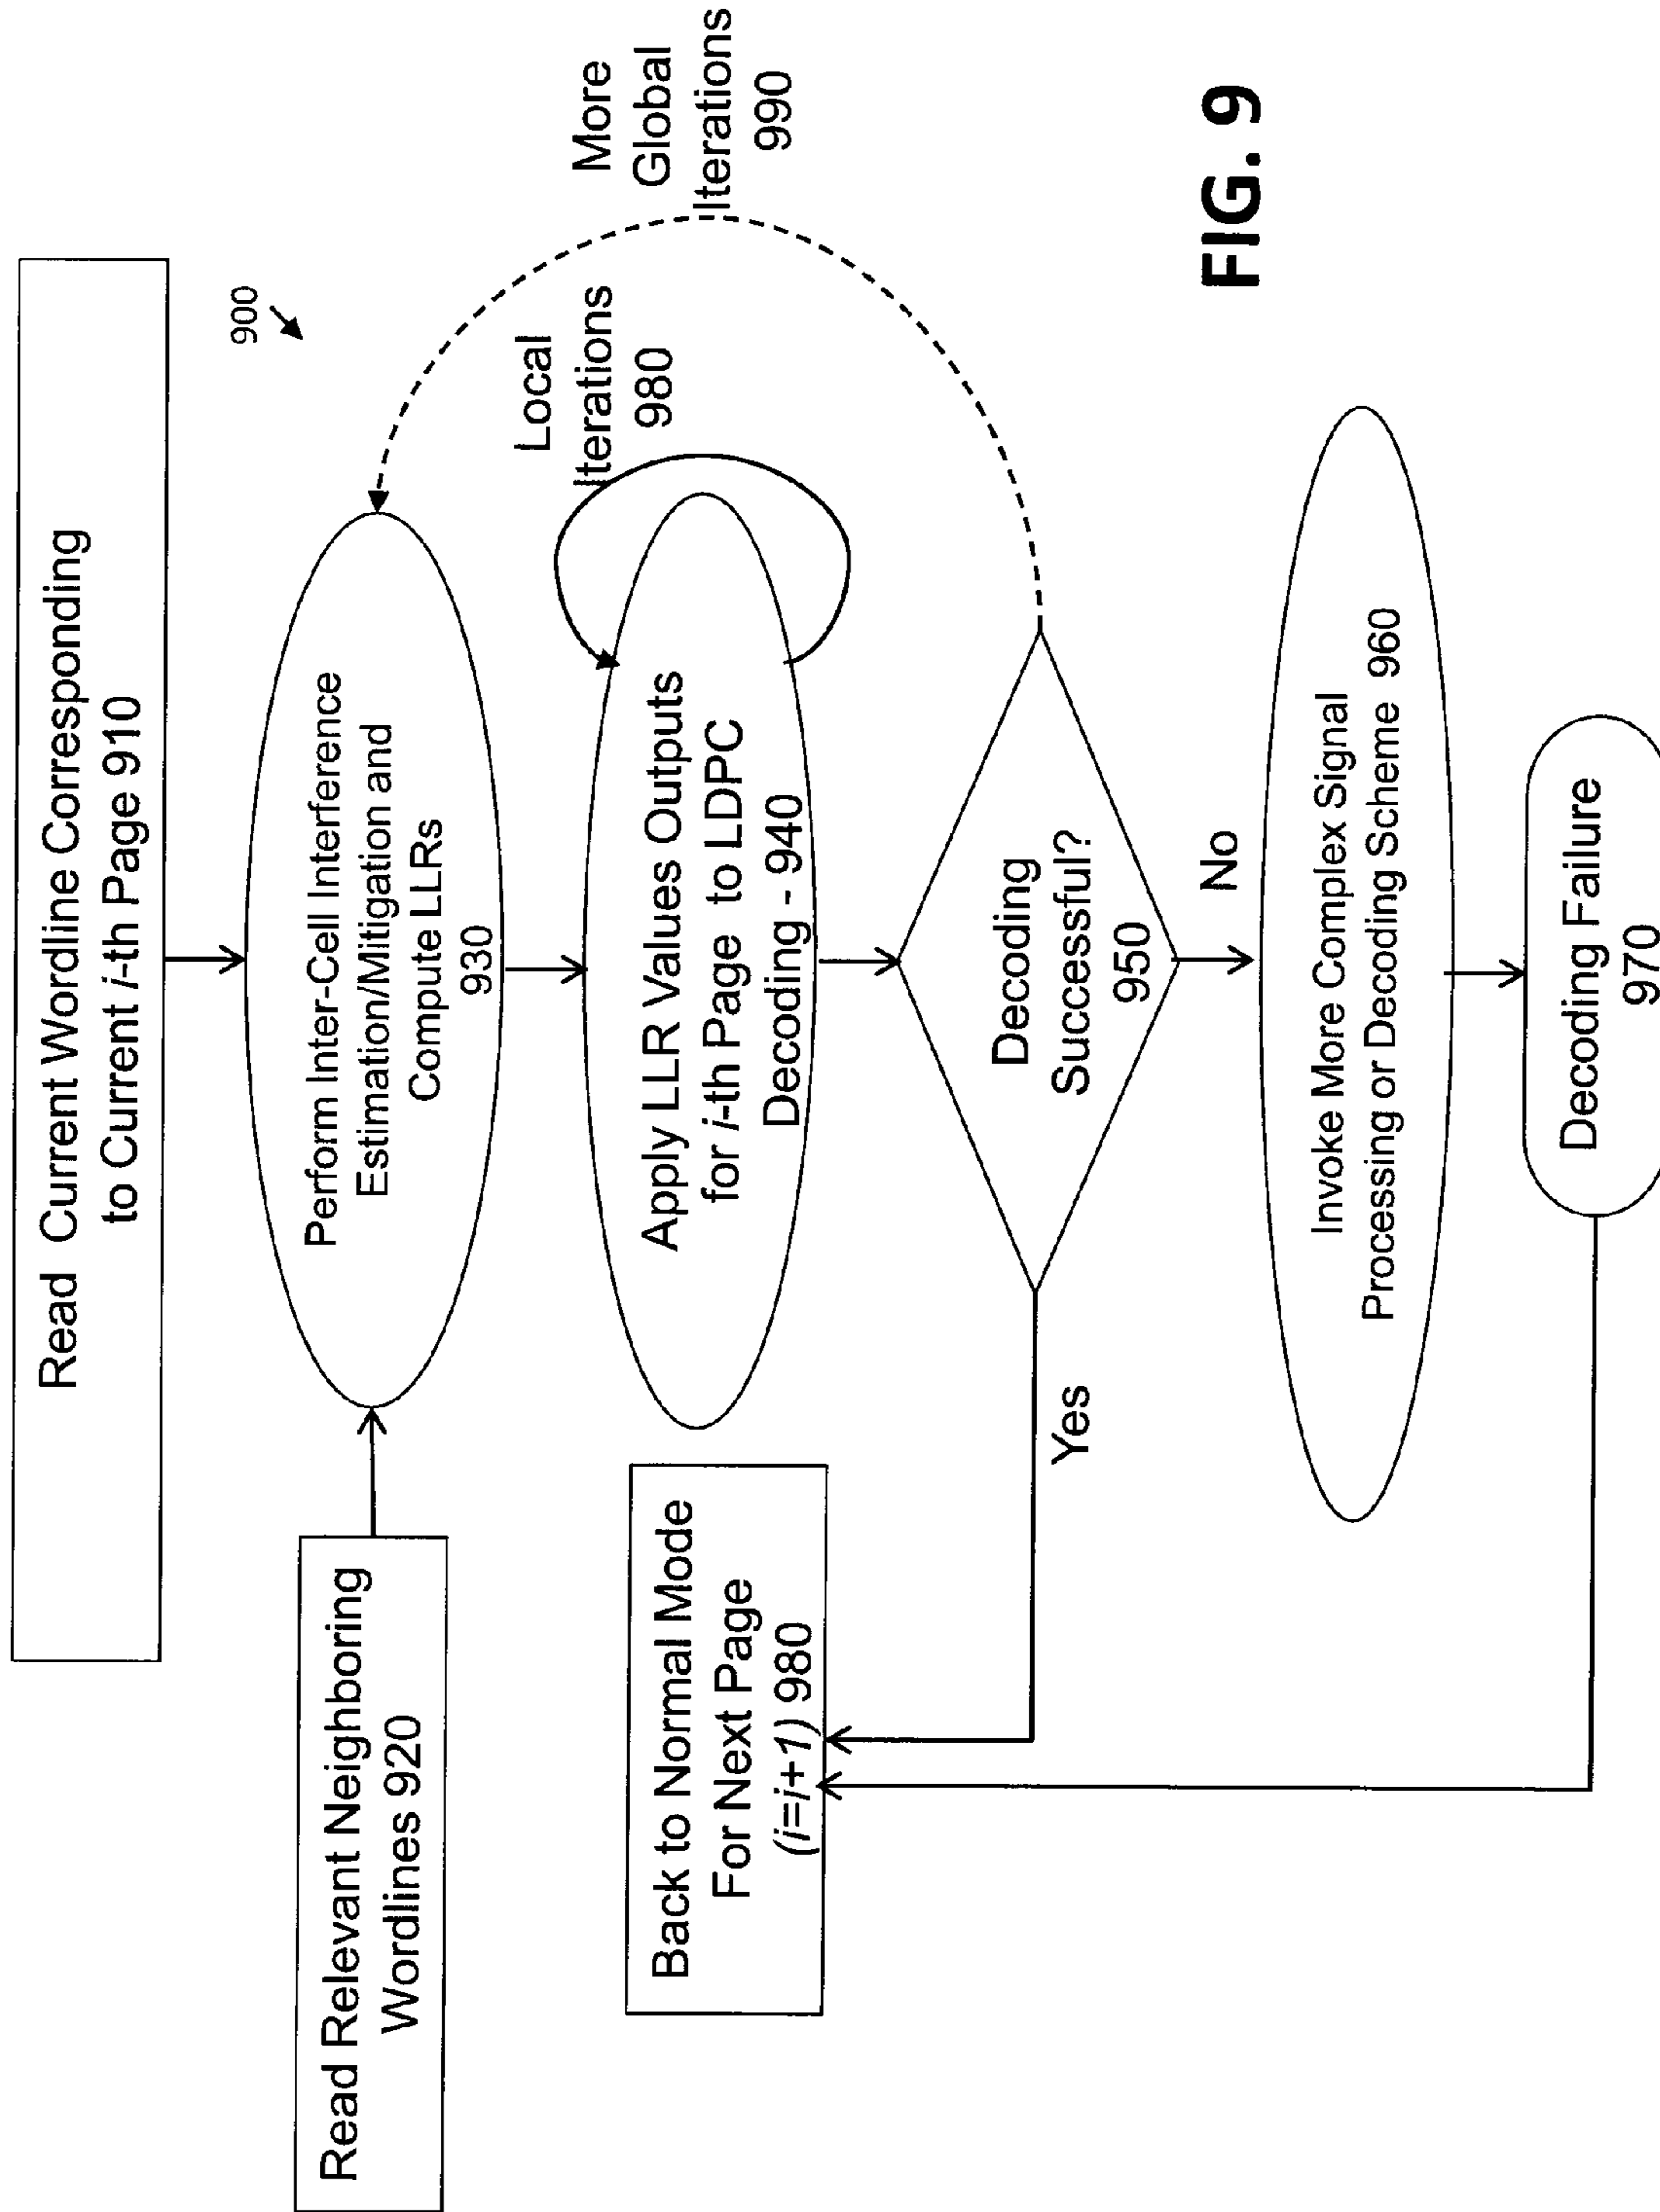 Read Current Wordline Corresponding
to Current i-th Page 910
900
Read Relevant Neighboring
Wordlines 920
Perform Inter-Cell Interference
Estimation/Mitigation and
Compute LLRs
930
More
Global
Iterations
990
Local
Iterations
980
Apply LLR Values Outputs
for i-th Page to LDPC
Decoding - 940
Back to Normal Mode
For Next Page
(i=i+1) 980
Decoding
Successful?
950
Yes
No
Invoke More Complex Signal
Processing or Decoding Scheme 960
Decoding Failure
970
FIG. 9